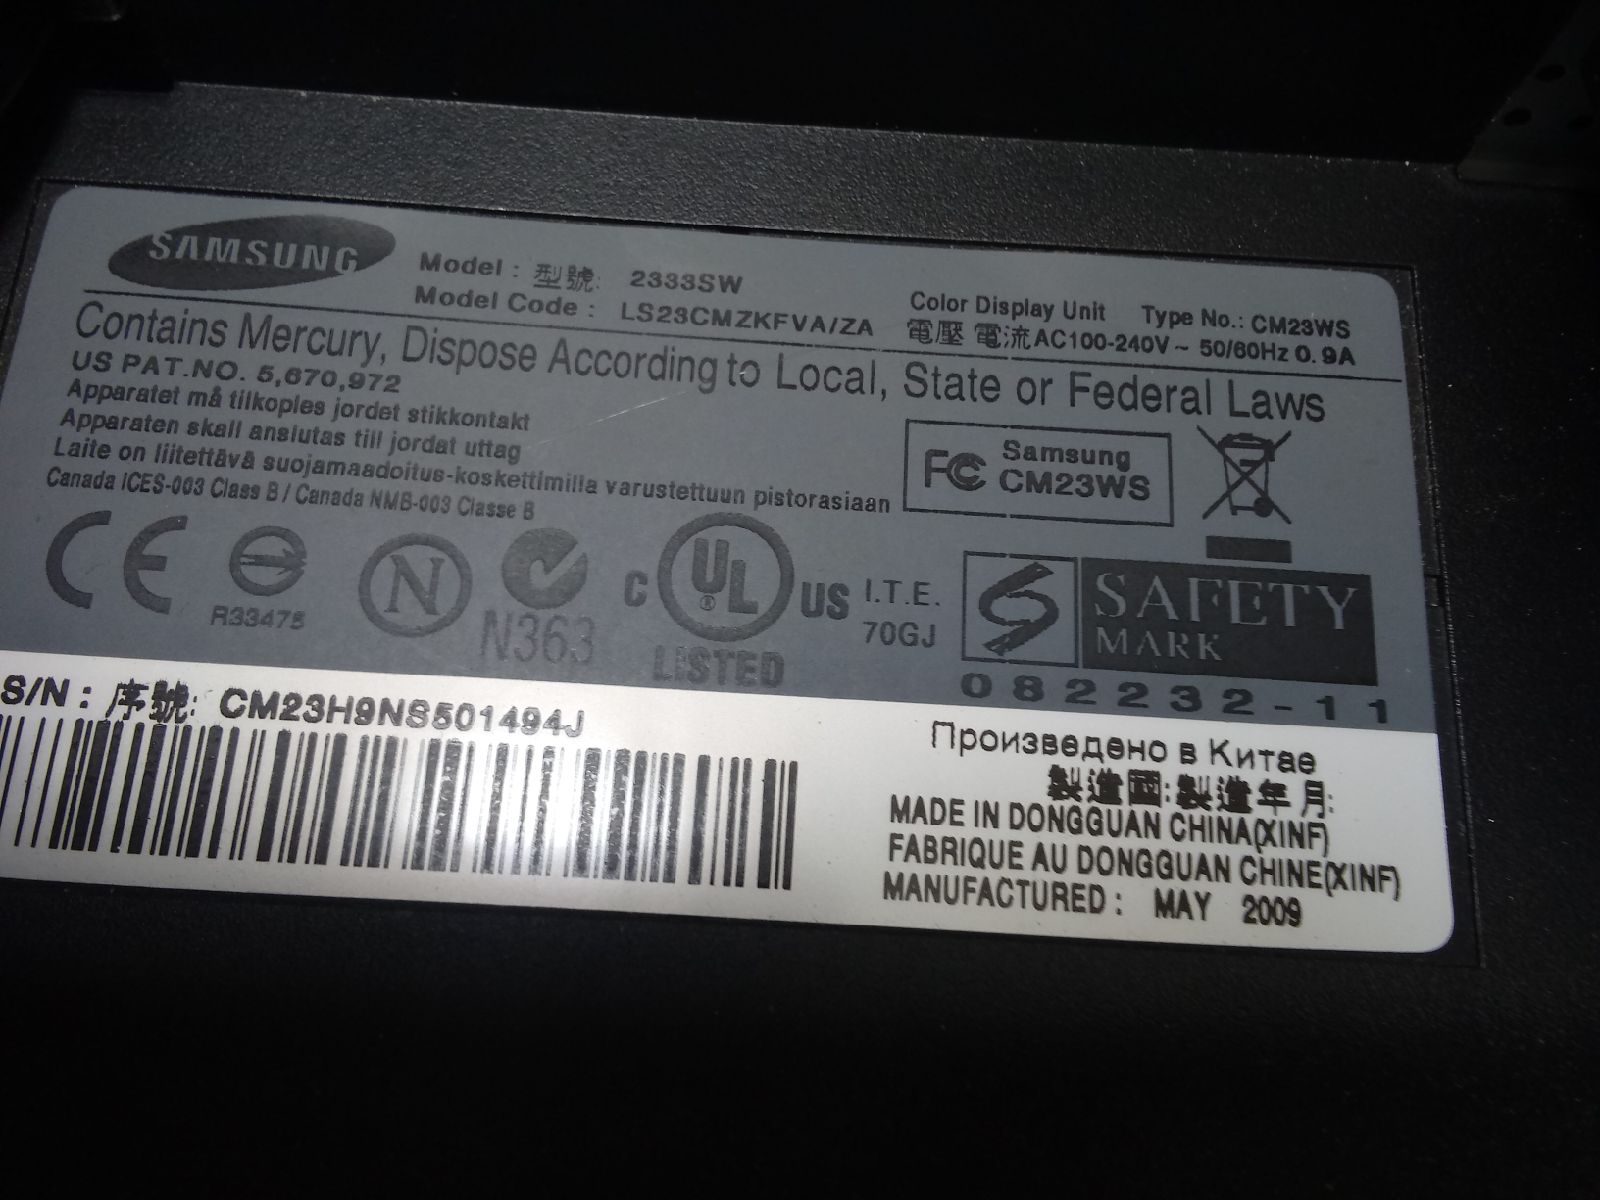 SAMSUNG
Model : 型號: 2333SW
Model Code : LS23CMZKFVA/ZA
Color Display Unit Type No.: CM23WS
電壓 電流 AC100-240V ~ 50/60Hz 0.9A
Contains Mercury, Dispose According to Local, State or Federal Laws
US PAT.NO. 5,670,972
Apparatet må tilkoples jordet stikkontakt
Apparaten skall anslutas till jordat uttag
Laite on liitettävä suojamaadoitus-koskettimilla varustettuun pistorasiaan
Canada ICES-003 Class B / Canada NMB-003 Classe B
FC Samsung
CM23WS
CE
R33475
N
N363
C UL ® US
LISTED
I.T.E.
70GJ
S SAFETY
MARK
082232-11
S/N : 序號: CM23H9NS501494J
Произведено в Китае
製造國: 製造年月:
MADE IN DONGGUAN CHINA(XINF)
FABRIQUE AU DONGGUAN CHINE(XINF)
MANUFACTURED : MAY 2009